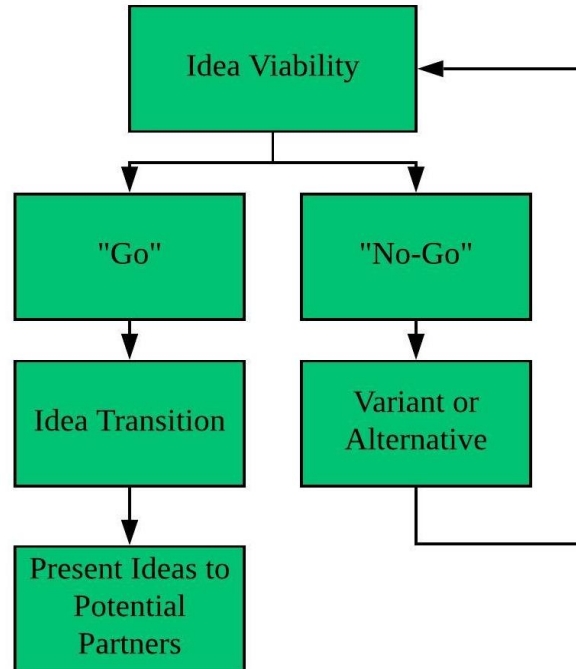 Idea Viability
"Go"
"No-Go"
Idea Transition
Variant or
Alternative
Present Ideas to
Potential
Partners